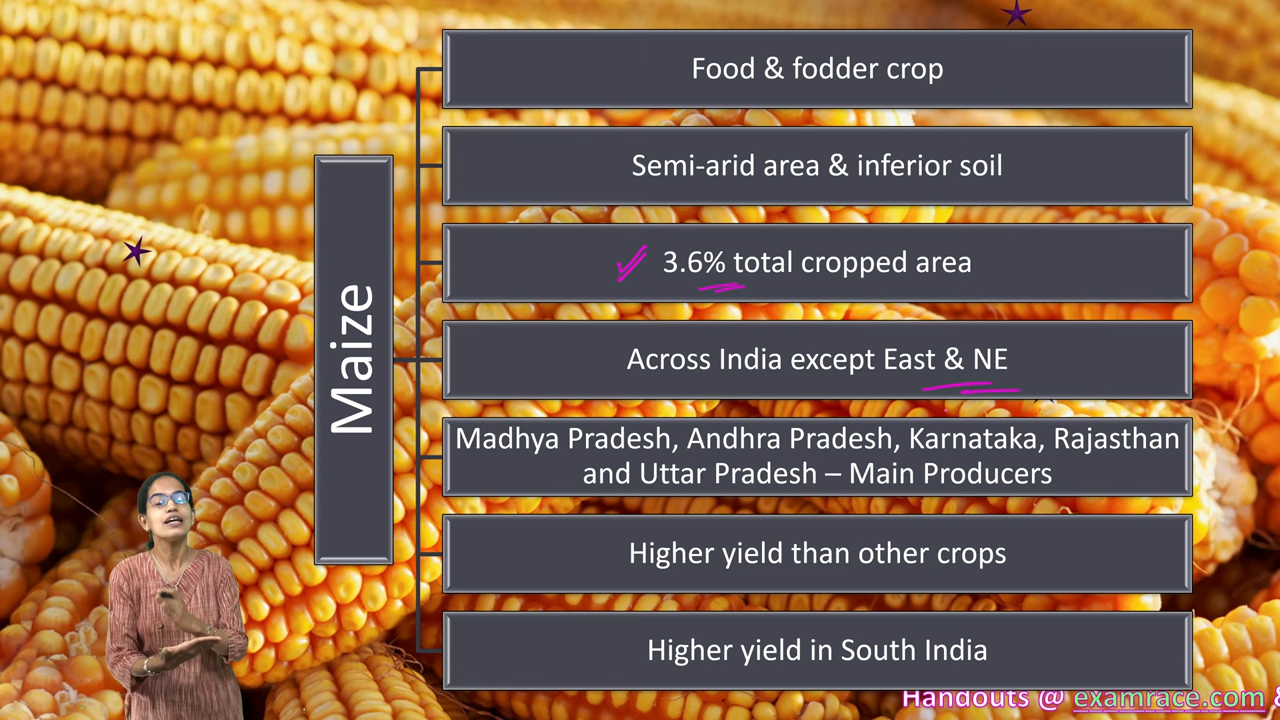 Maize
Food & fodder crop
Semi-arid area & inferior soil
3.6% total cropped area
Across India except East & NE
Madhya Pradesh, Andhra Pradesh, Karnataka, Rajasthan
and Uttar Pradesh – Main Producers
Higher yield than other crops
Higher yield in South India
Handouts @ examrace.com &